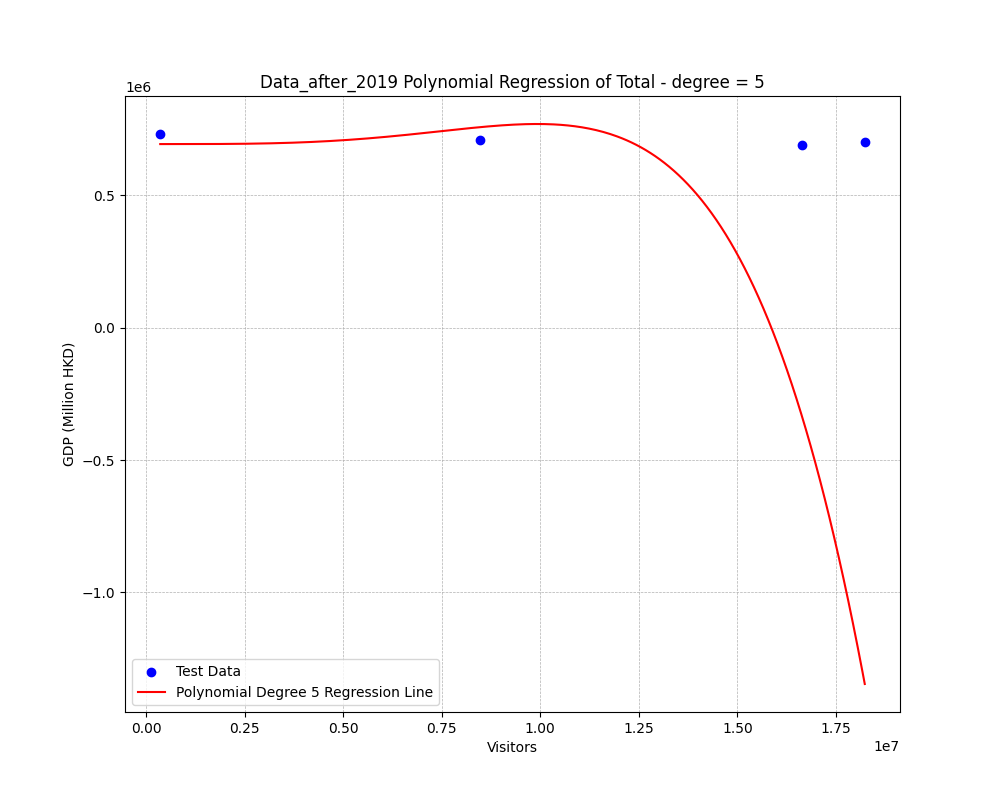 Data_after_2019 Polynomial Regression of Total - degree = 5
1e6
0.5
0.0
−0.5
−1.0
GDP (Million HKD)
Test Data
Polynomial Degree 5 Regression Line
0.00 0.25 0.50 0.75 1.00 1.25 1.50 1.75
Visitors
1e7